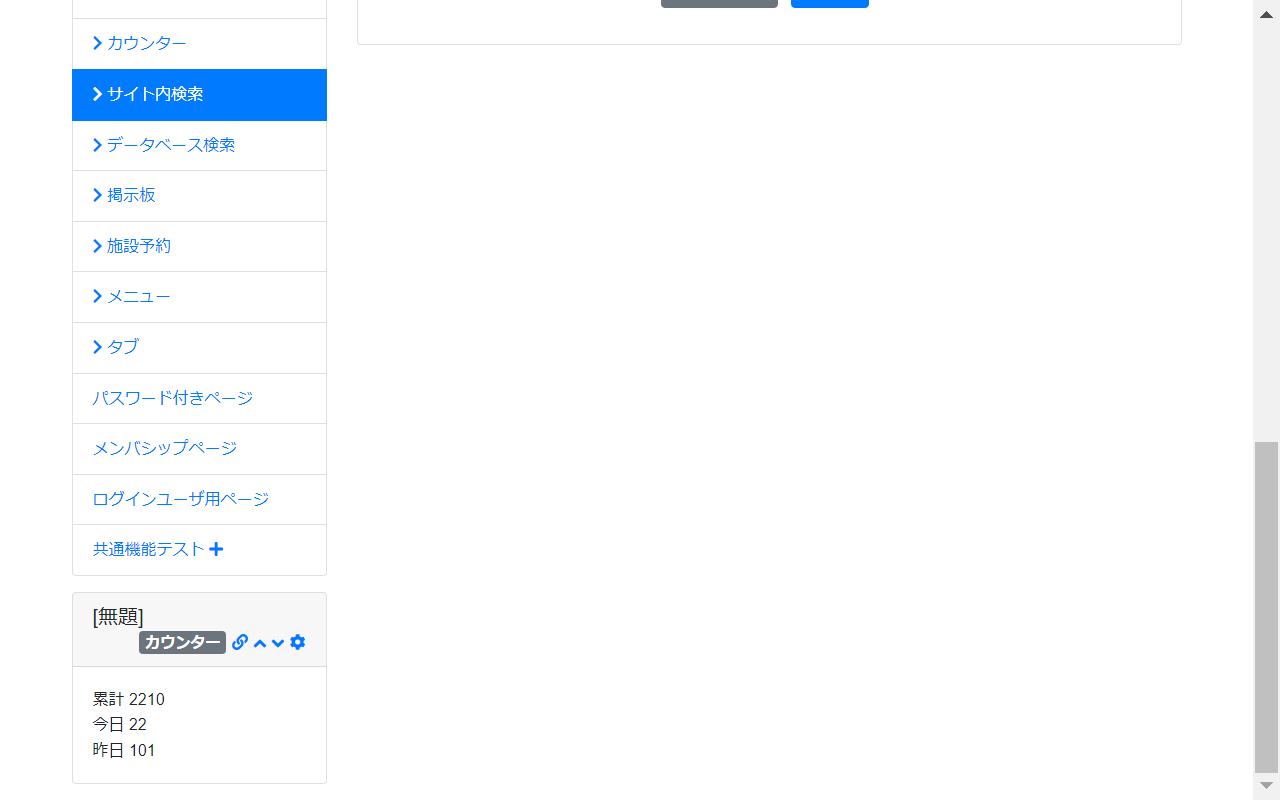 カウンター
サイト内検索
データベース検索
掲示板
施設予約
メニュー
タブ
パスワード付きページ
メンバシップページ
ログインユーザ用ページ
共通機能テスト
[無題]
カウンター
累計 2210
今日 22
昨日 101